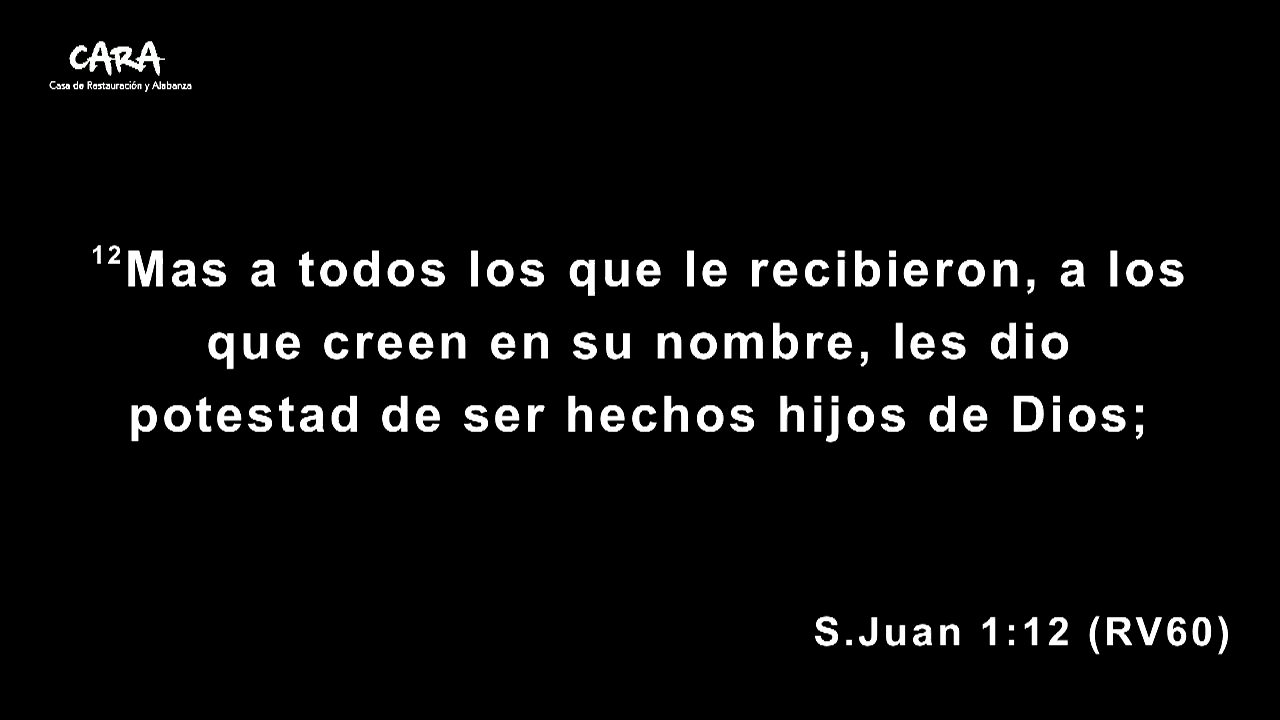 CARA
Casa de Restauración y Alabanza
12Mas a todos los que le recibieron, a los
que creen en su nombre, les dio
potestad de ser hechos hijos de Dios;
S.Juan 1:12 (RV60)